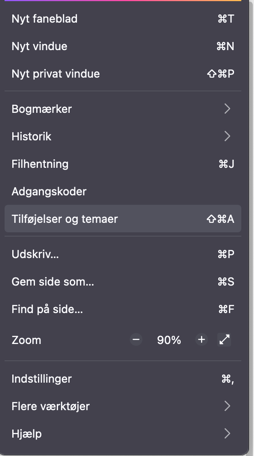 Nyt faneblad ⌘T
Nyt vindue ⌘N
Nyt privat vindue ⇧⌘P
Bogmærker
Historik
Filhentning ⌘J
Adgangskoder
Tilføjelser og temaer ⇧⌘A
Udskriv... ⌘P
Gem side som... ⌘S
Find på side... ⌘F
Zoom − 90% +
Indstillinger ⌘,
Flere værktøjer
Hjælp